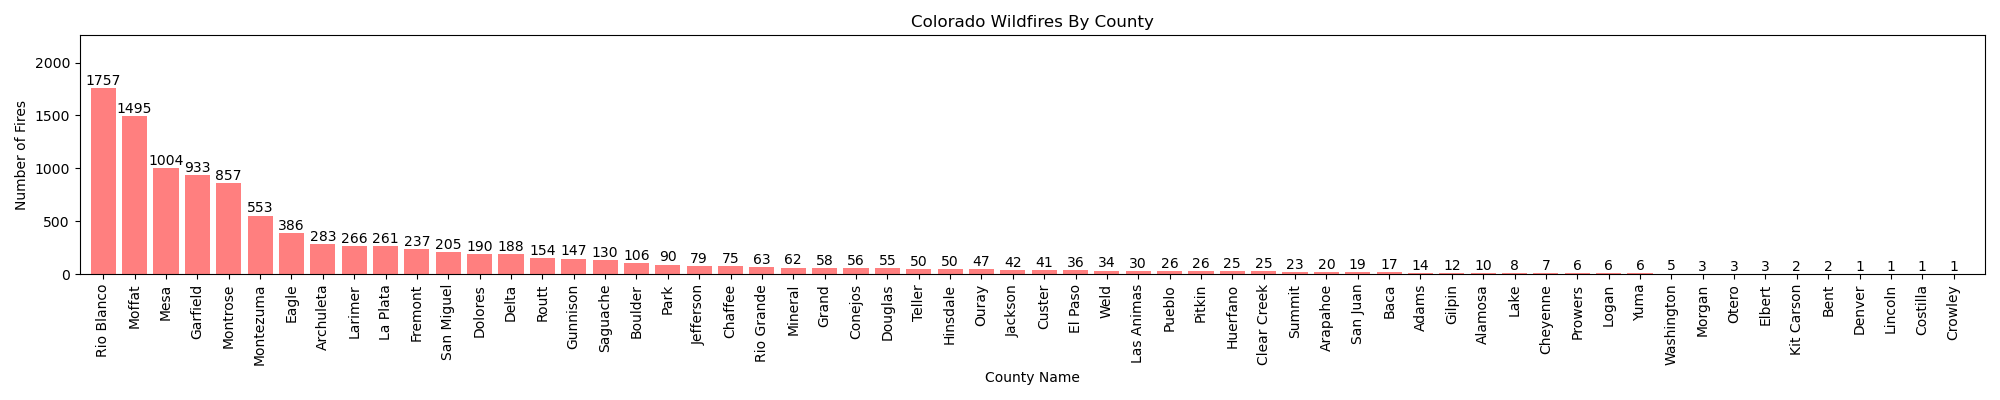 Colorado Wildfires By County
Number of Fires
2000
1500
1000
500
0
1757
1495
1004
933
857
553
386
283
266
261
237
205
190
188
154
147
130
106
90
79
75
63
62
58
56
55
50
50
47
42
41
36
34
30
26
26
25
25
23
20
19
17
14
12
10
8
7
6
6
6
5
3
3
3
2
2
1
1
1
1
Rio Blanco
Moffat
Mesa
Garfield
Montrose
Montezuma
Eagle
Archuleta
Larimer
La Plata
Fremont
San Miguel
Dolores
Delta
Routt
Gunnison
Saguache
Boulder
Park
Jefferson
Chaffee
Rio Grande
Mineral
Grand
Conejos
Douglas
Telller
Hinsdale
Ouray
Jackson
Custer
El Paso
Weld
Las Animas
Pueblo
Pitkin
Huerfano
Clear Creek
Summit
Arapahoe
San Juan
Baca
Adams
Gilpin
Alamosa
Lake
Cheyenne
Prowers
Logan
Yuma
Washington
Morgan
Otero
Elbert
Kit Carson
Bent
Denver
Lincoln
Costilla
Crowley
County Name